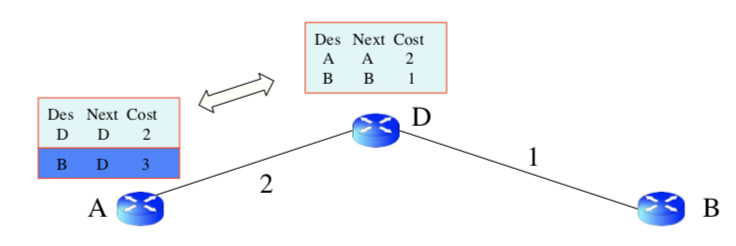 Des Next Cost
A A 2
B B 1
Des Next Cost
D D 2
B D 3
D
1
2
A
B